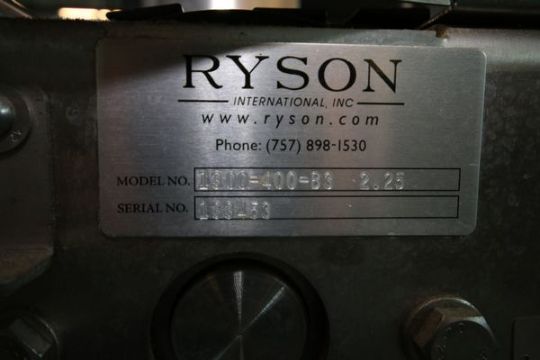 RYSON
INTERNATIONAL, INC
www.ryson.com
Phone: (757) 898-1530
MODEL NO. -400-B3 2.25
SERIAL NO.